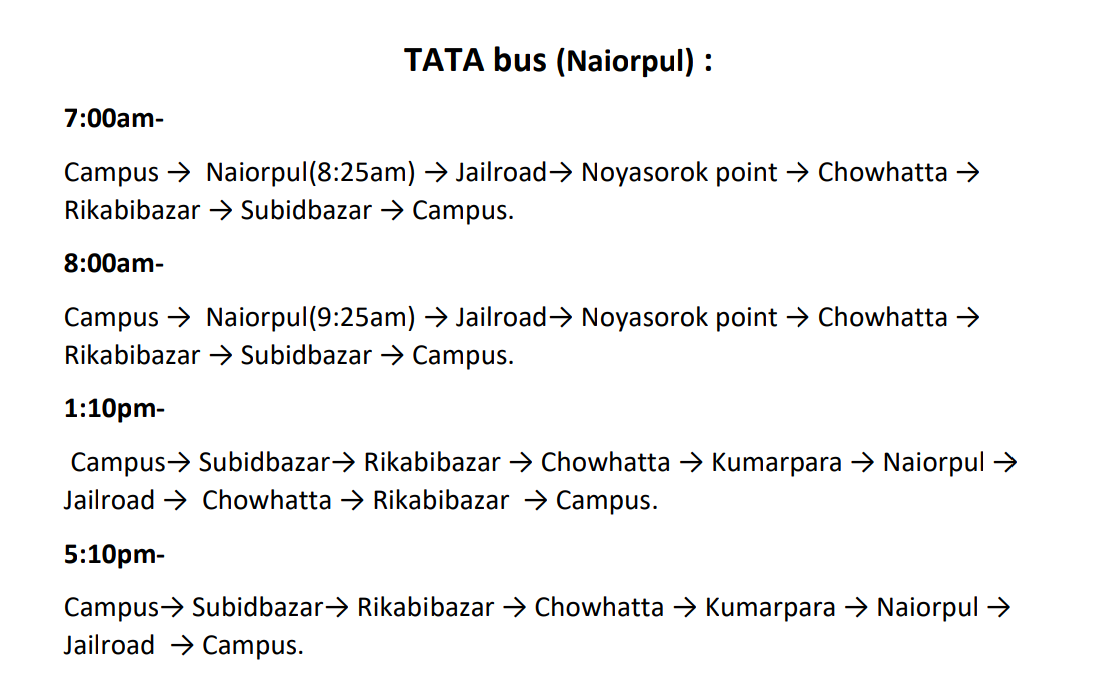 TATA bus (Naiorpul) :
7:00am-
Campus → Naiorpul(8:25am) → Jailroad→ Noyasorok point → Chowhatta →
Rikabibazar → Subidbazar → Campus.
8:00am-
Campus → Naiorpul(9:25am) → Jailroad→ Noyasorok point → Chowhatta →
Rikabibazar → Subidbazar → Campus.
1:10pm-
Campus→ Subidbazar→ Rikabibazar → Chowhatta → Kumarpara → Naiorpul →
Jailroad → Chowhatta → Rikabibazar → Campus.
5:10pm-
Campus→ Subidbazar→ Rikabibazar → Chowhatta → Kumarpara → Naiorpul →
Jailroad → Campus.